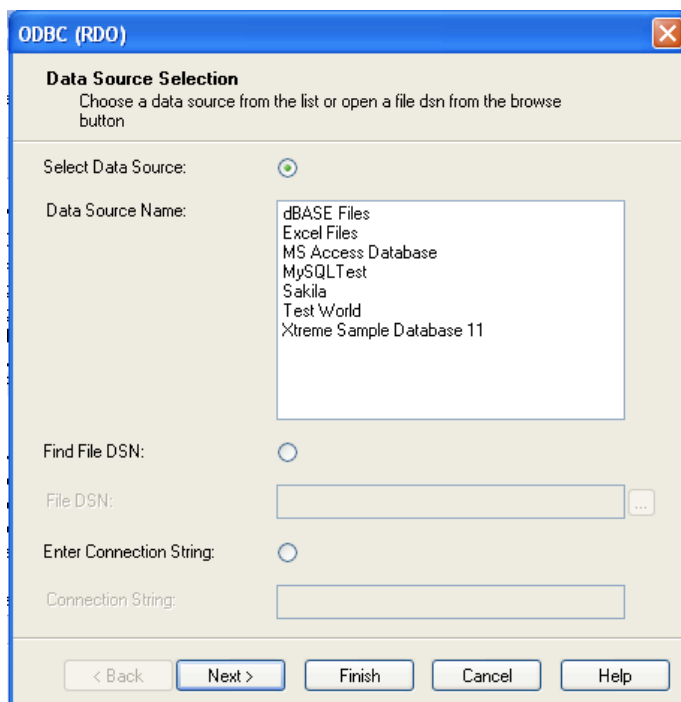 ODBC (RDO)
Data Source Selection
Choose a data source from the list or open a file dsn from the browse
button
Select Data Source:
Data Source Name:
dBASE Files
Excel Files
MS Access Database
MySQLTest
Sakila
Test World
Xtreme Sample Database 11
Find File DSN:
File DSN:
...
Enter Connection String:
Connection String:
< Back Next > Finish Cancel Help